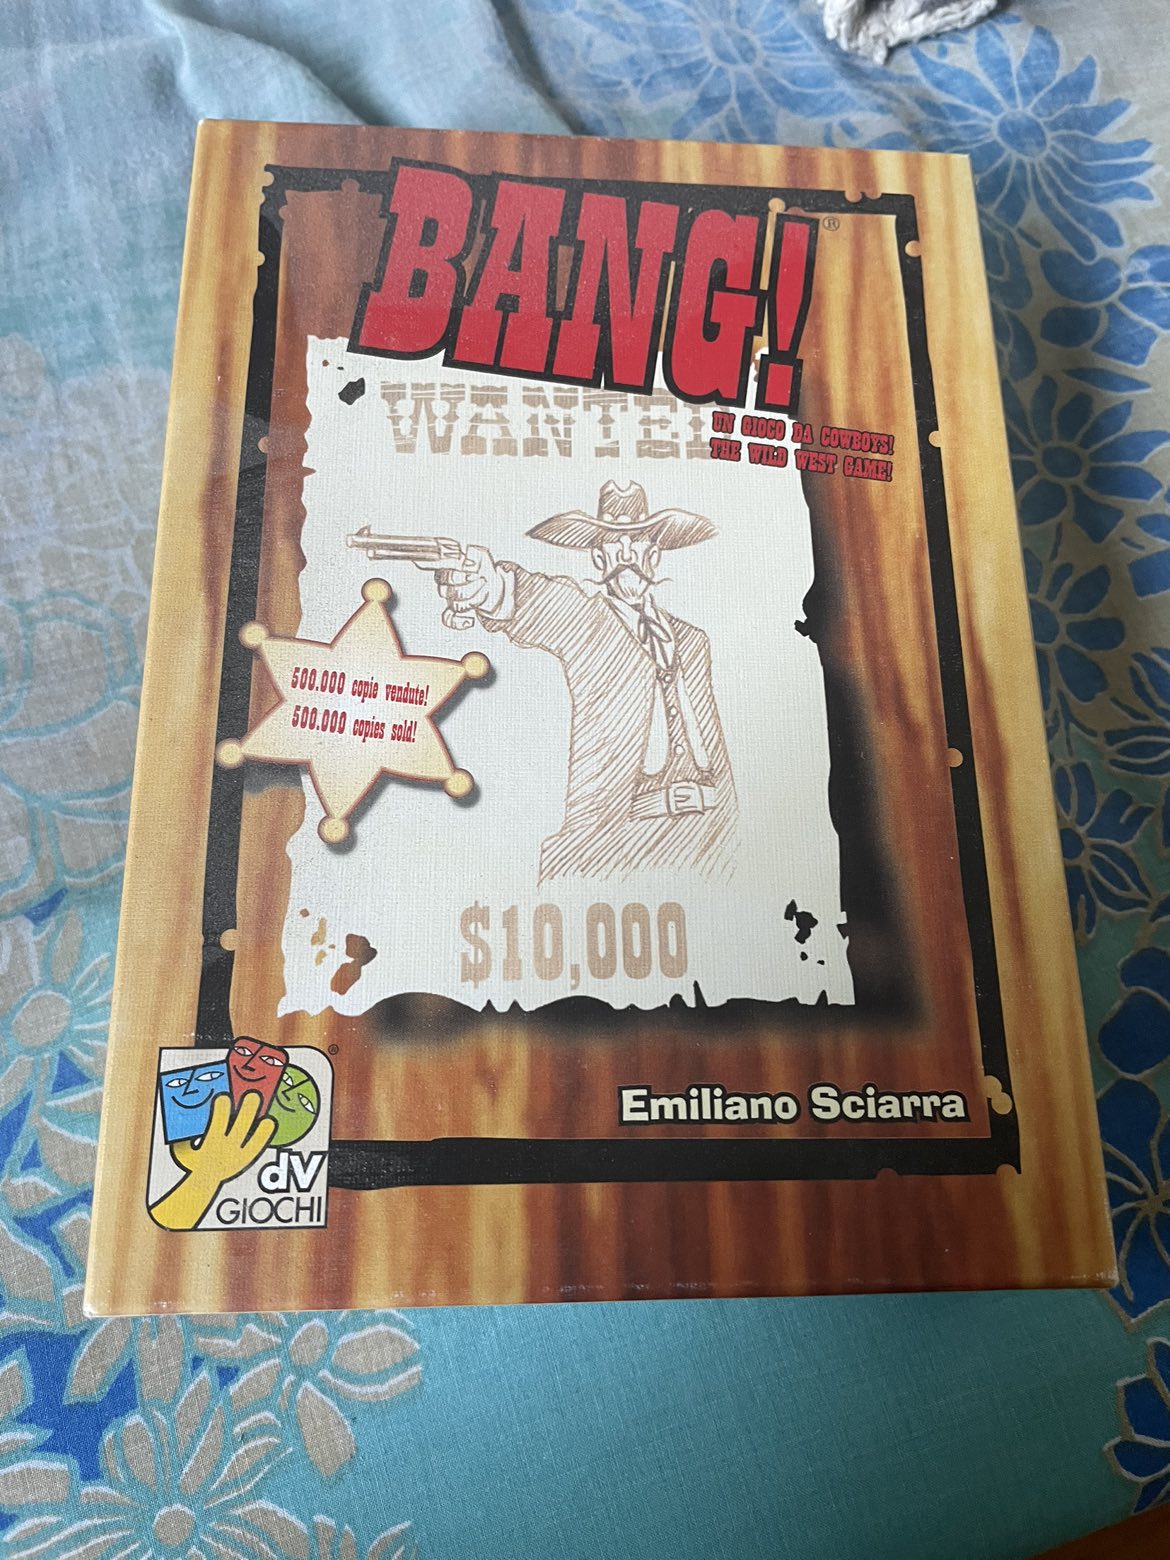 BANG!®
WANTED
UN GIOCO DA COWBOYS!
THE WILD WEST GAME!
500.000 copie vendute!
500.000 copies sold!
$10,000
Emiliano Sciarra
dV
GIOCHI
®